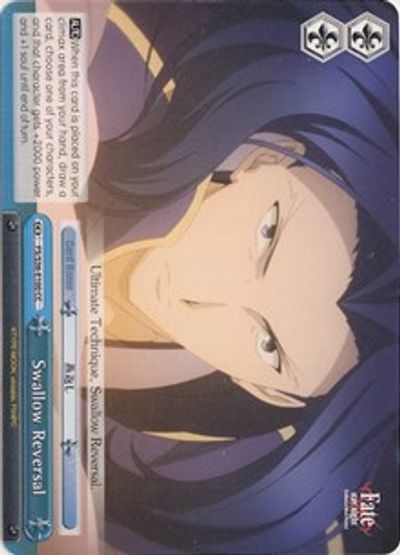 Fate
stay night
[AUTO] When this card is placed on your
climax area from your hand, draw a
card, choose one of your characters,
and that character gets +2000 power
and +1 soul until end of turn.
Ultimate Technique, Swallow Reversal.
Card Name
CC
Swallow Reversal